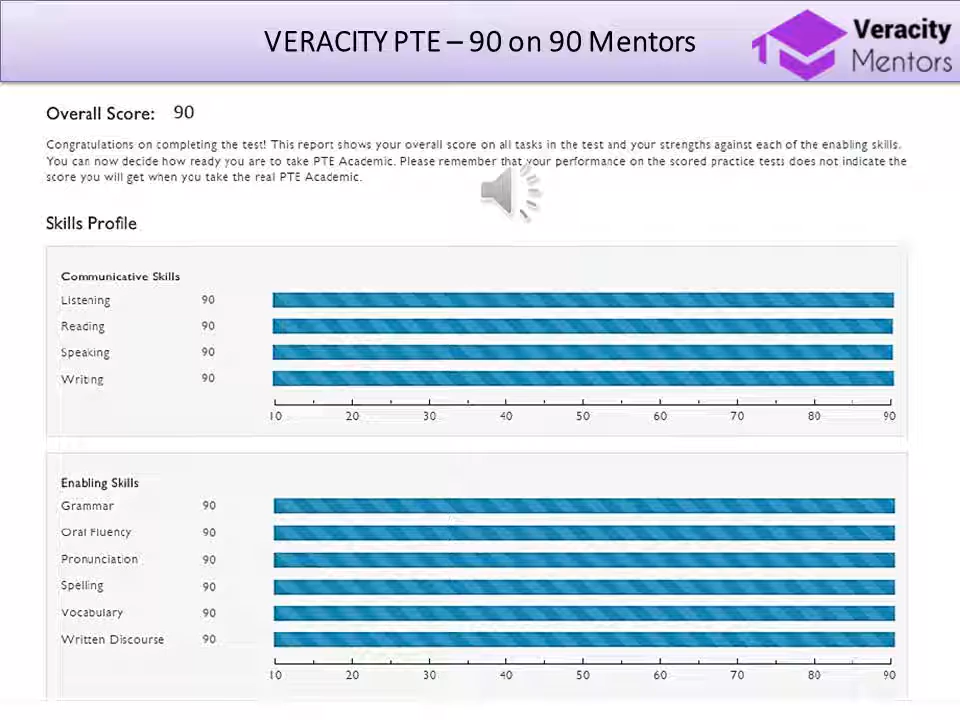 VERACITY PTE – 90 on 90 Mentors
Veracity
Mentors
Overall Score: 90
Congratulations on completing the test! This report shows your overall score on all tasks in the test and your strengths against each of the enabling skills.
You can now decide how ready you are to take PTE Academic. Please remember that your performance on the scored practice tests does not indicate the
score you will get when you take the real PTE Academic.
Skills Profile
Communicative Skills
Listening 90
Reading 90
Speaking 90
Writing 90
10 20 30 40 50 60 70 80 90
Enabling Skills
Grammar 90
Oral Fluency 90
Pronunciation 90
Spelling 90
Vocabulary 90
Written Discourse 90
10 20 30 40 50 60 70 80 90